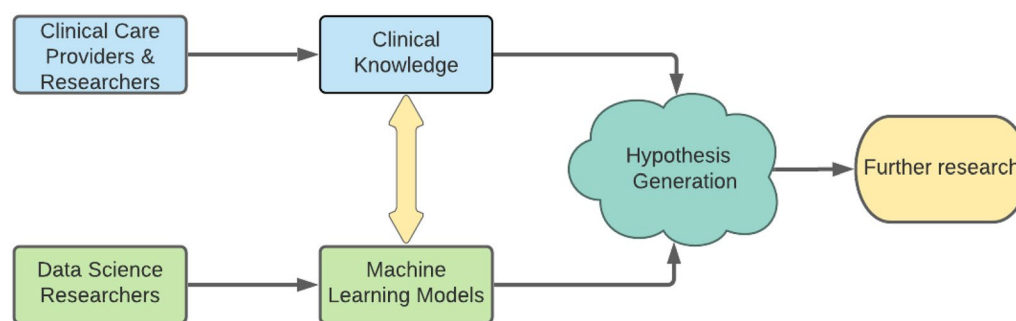 Clinical Care
Providers &
Researchers
Clinical
Knowledge
Hypothesis
Generation
Further research
Data Science
Researchers
Machine
Learning Models